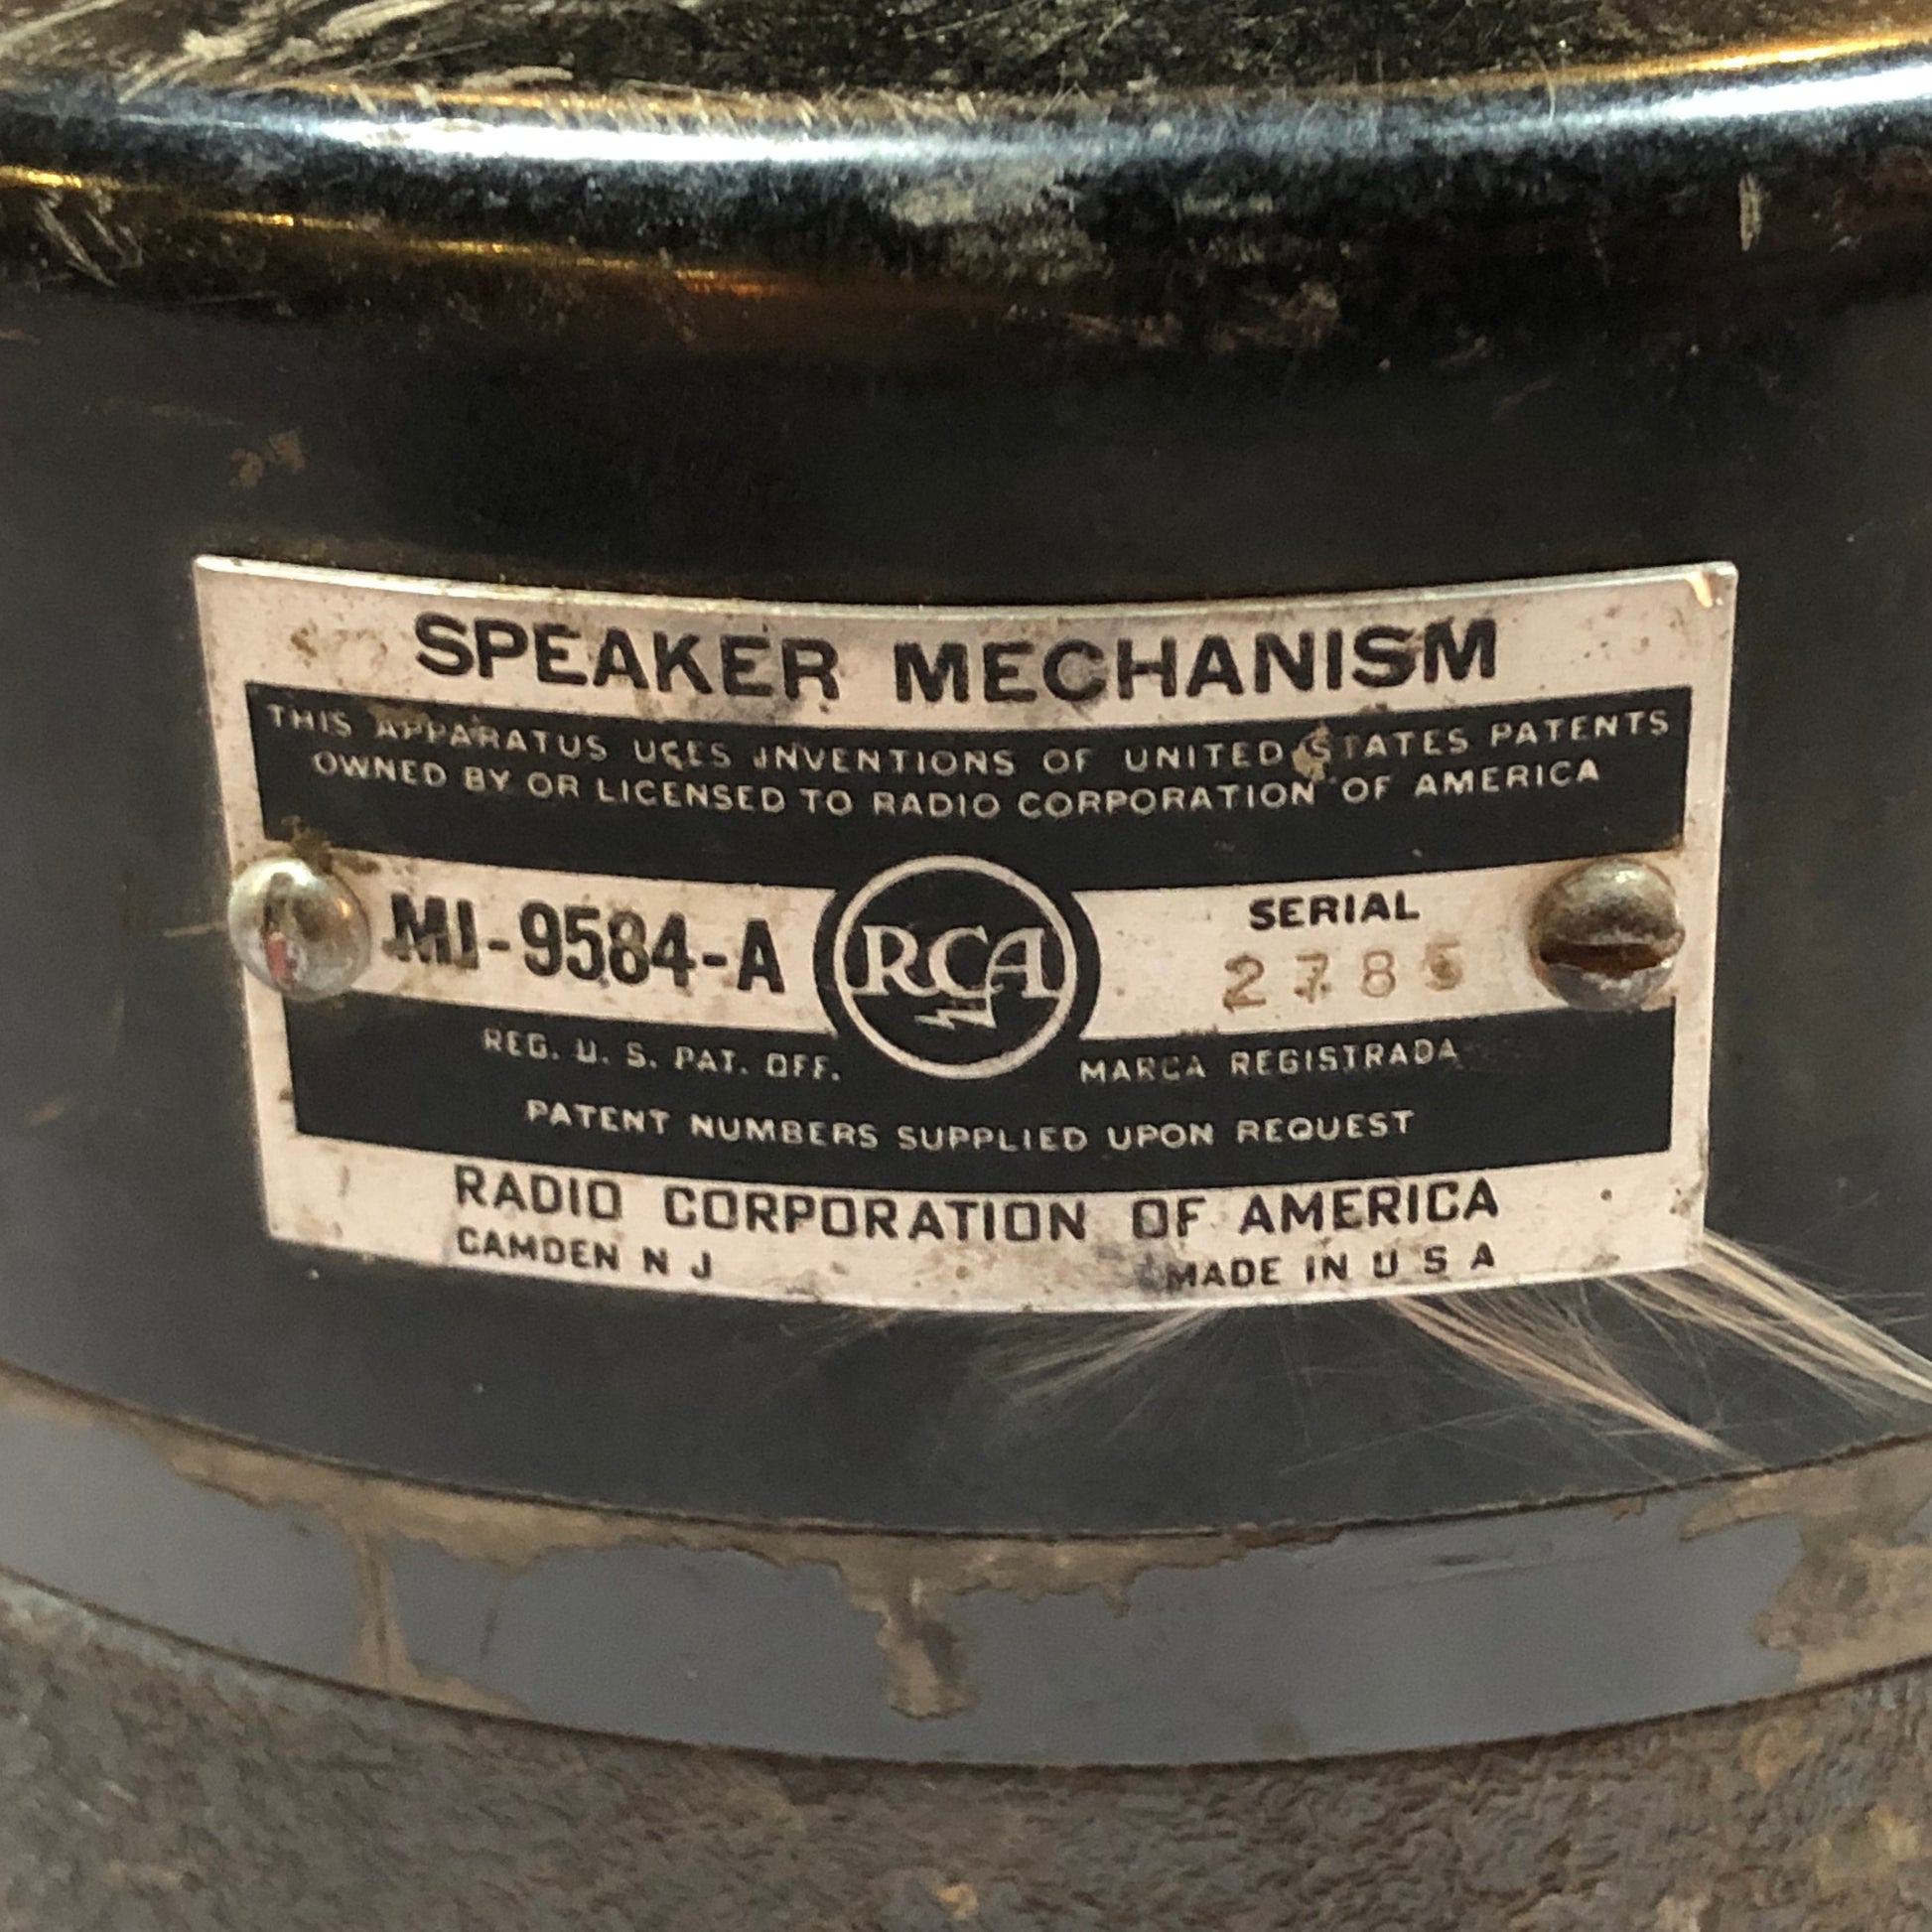 SPEAKER MECHANISM
THIS APPARATUS USES INVENTIONS OF UNITED STATES PATENTS
OWNED BY OR LICENSED TO RADIO CORPORATION OF AMERICA
MI-9584-A
RCA
SERIAL
2785
REG. U. S. PAT. OFF.
MARCA REGISTRADA
PATENT NUMBERS SUPPLIED UPON REQUEST
RADIO CORPORATION OF AMERICA
CAMDEN N J
MADE IN U S A